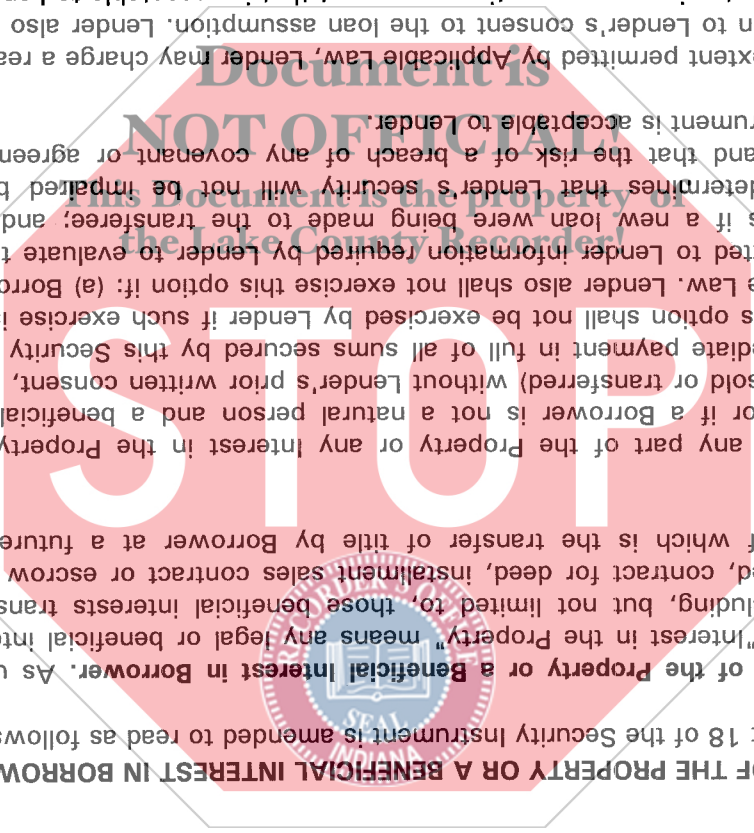 OF THE PROPERTY OR A BENEFICIAL INTEREST IN BORROW
18 of the Security Instrument is amended to read as follows
of the Property or a Beneficial Interest in Borrower. As u
"Interest in the Property" means any legal or beneficial inte
luding, but not limited to, those beneficial interests trans
ed, contract for deed, installment sales contract or escrow
f which is the transfer of title by Borrower at a future
any part of the Property or any Interest in the Property
or if a Borrower is not a natural person and a beneficial
sold or transferred) without Lender's prior written consent,
ediate payment in full of all sums secured by this Security
s option shall not be exercised by Lender if such exercise i
e Law. Lender also shall not exercise this option if: (a) Borro
tted to Lender information required by Lender to evaluate t
s if a new loan were being made to the transferee; and
determines that Lender's security will not be impaired b
and that the risk of a breach of any covenant or agreem
rument is acceptable to Lender.
extent permitted by Applicable Law, Lender may charge a rea
n to Lender's consent to the loan assumption. Lender also
Document is
NOT OFFICIAL!
This Document is the property of
the Lake County Recorder!
STOP
RECORDER'S OFFICE
SEAL
INDIANA